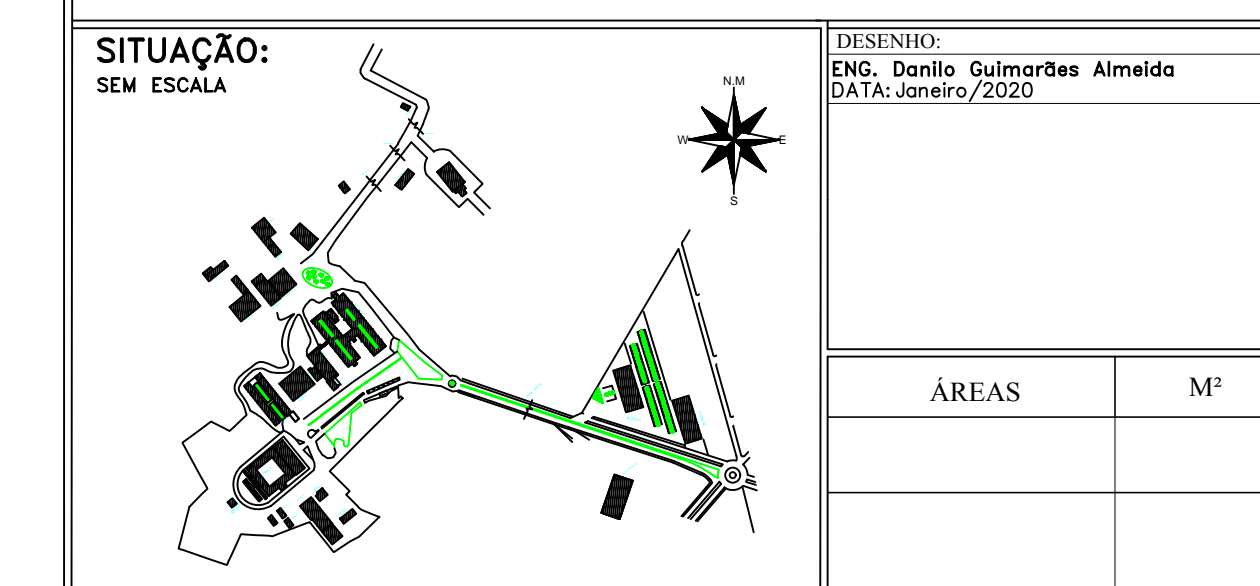 SITUAÇÃO:
SEM ESCALA
N.M
W
E
S
DESENHO:
ENG. Danilo Guimarães Almeida
DATA: Janeiro/2020
ÁREAS
M²